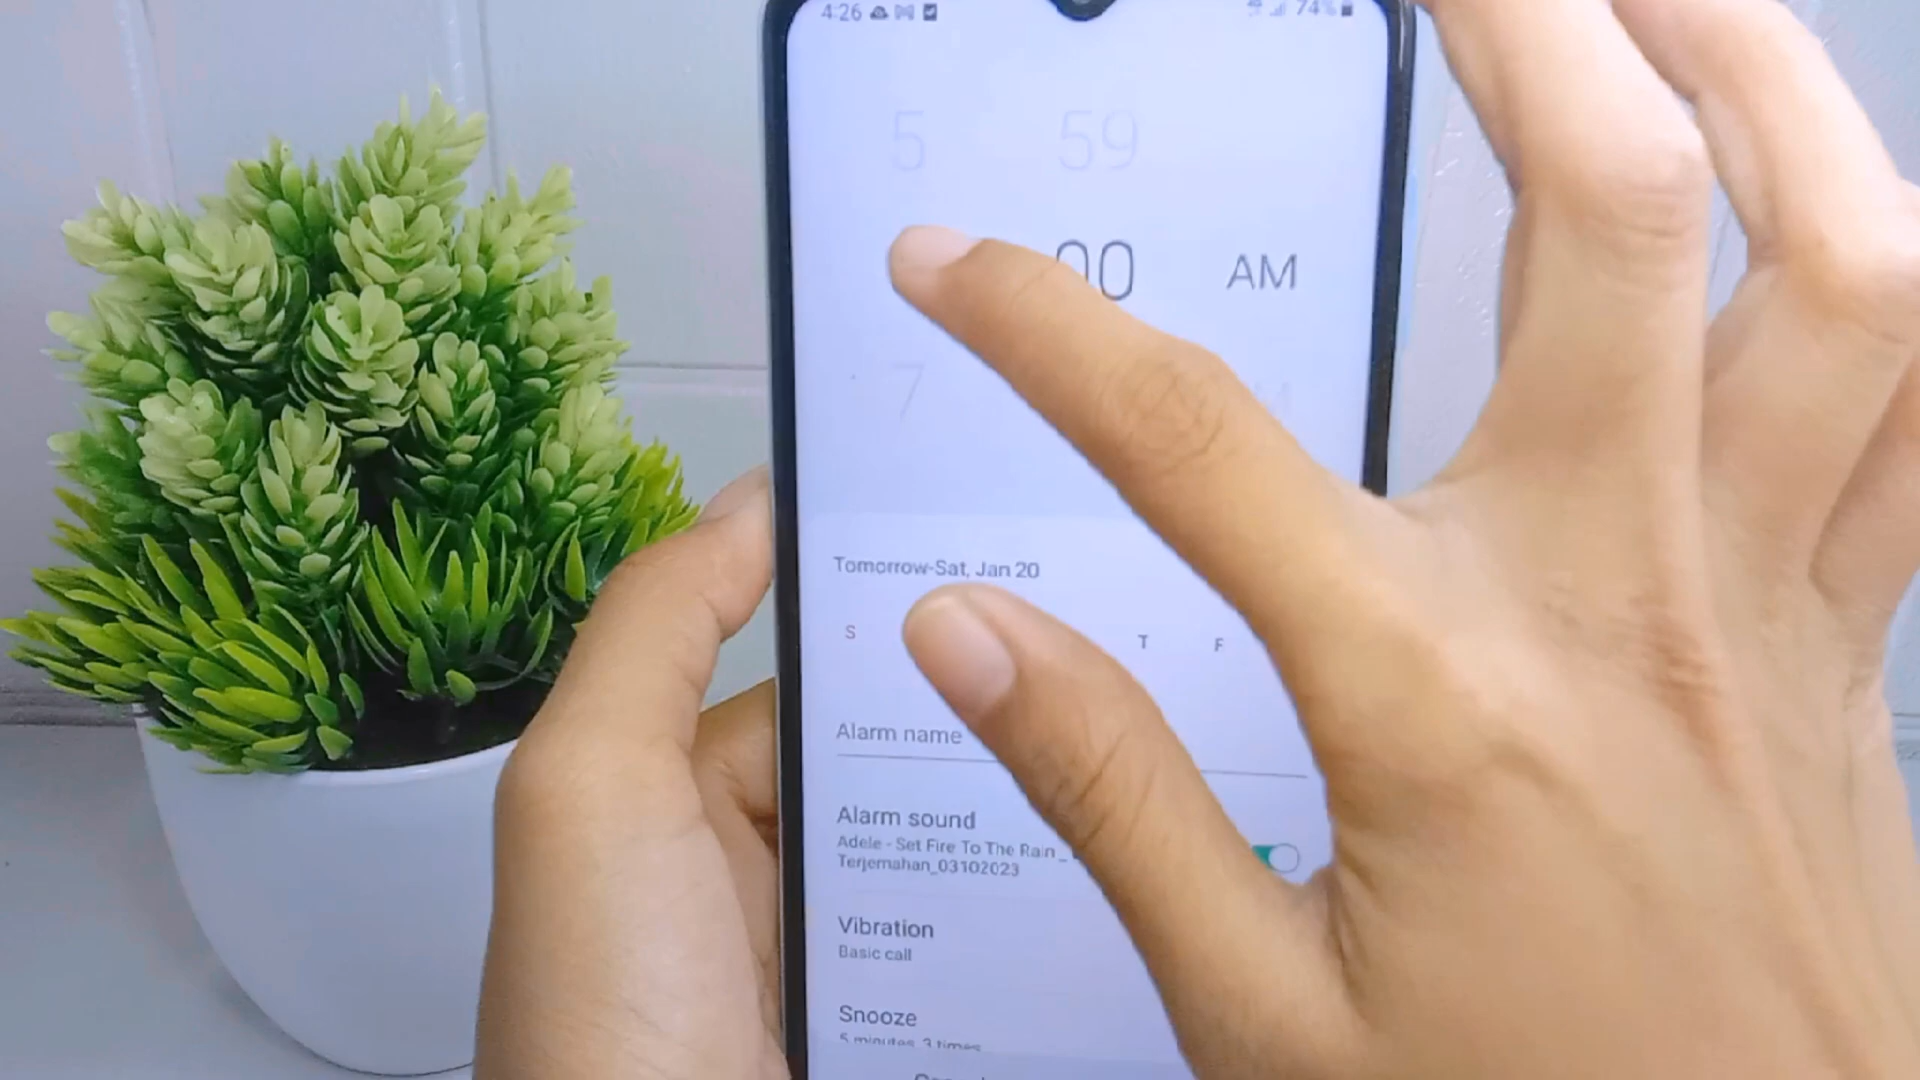 4:26 74%
5 59
00 AM
7
Tomorrow-Sat, Jan 20
S T F
Alarm name
Alarm sound
Adele - Set Fire To The Rain _
Terjemahan_03102023
Vibration
Basic call
Snooze
5 minutes, 3 times